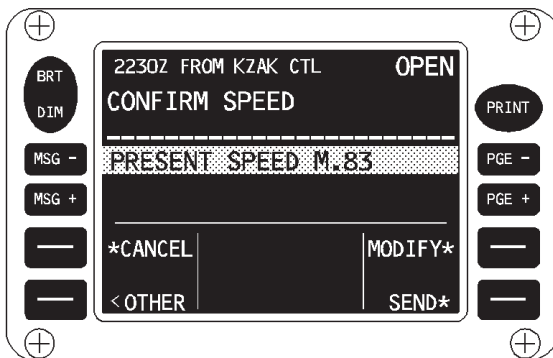 BRT
DIM
MSG -
MSG +
2230Z FROM KZAK CTL OPEN
CONFIRM SPEED
PRESENT SPEED M.83
*CANCEL MODIFY*
<OTHER SEND*
PRINT
PGE -
PGE +